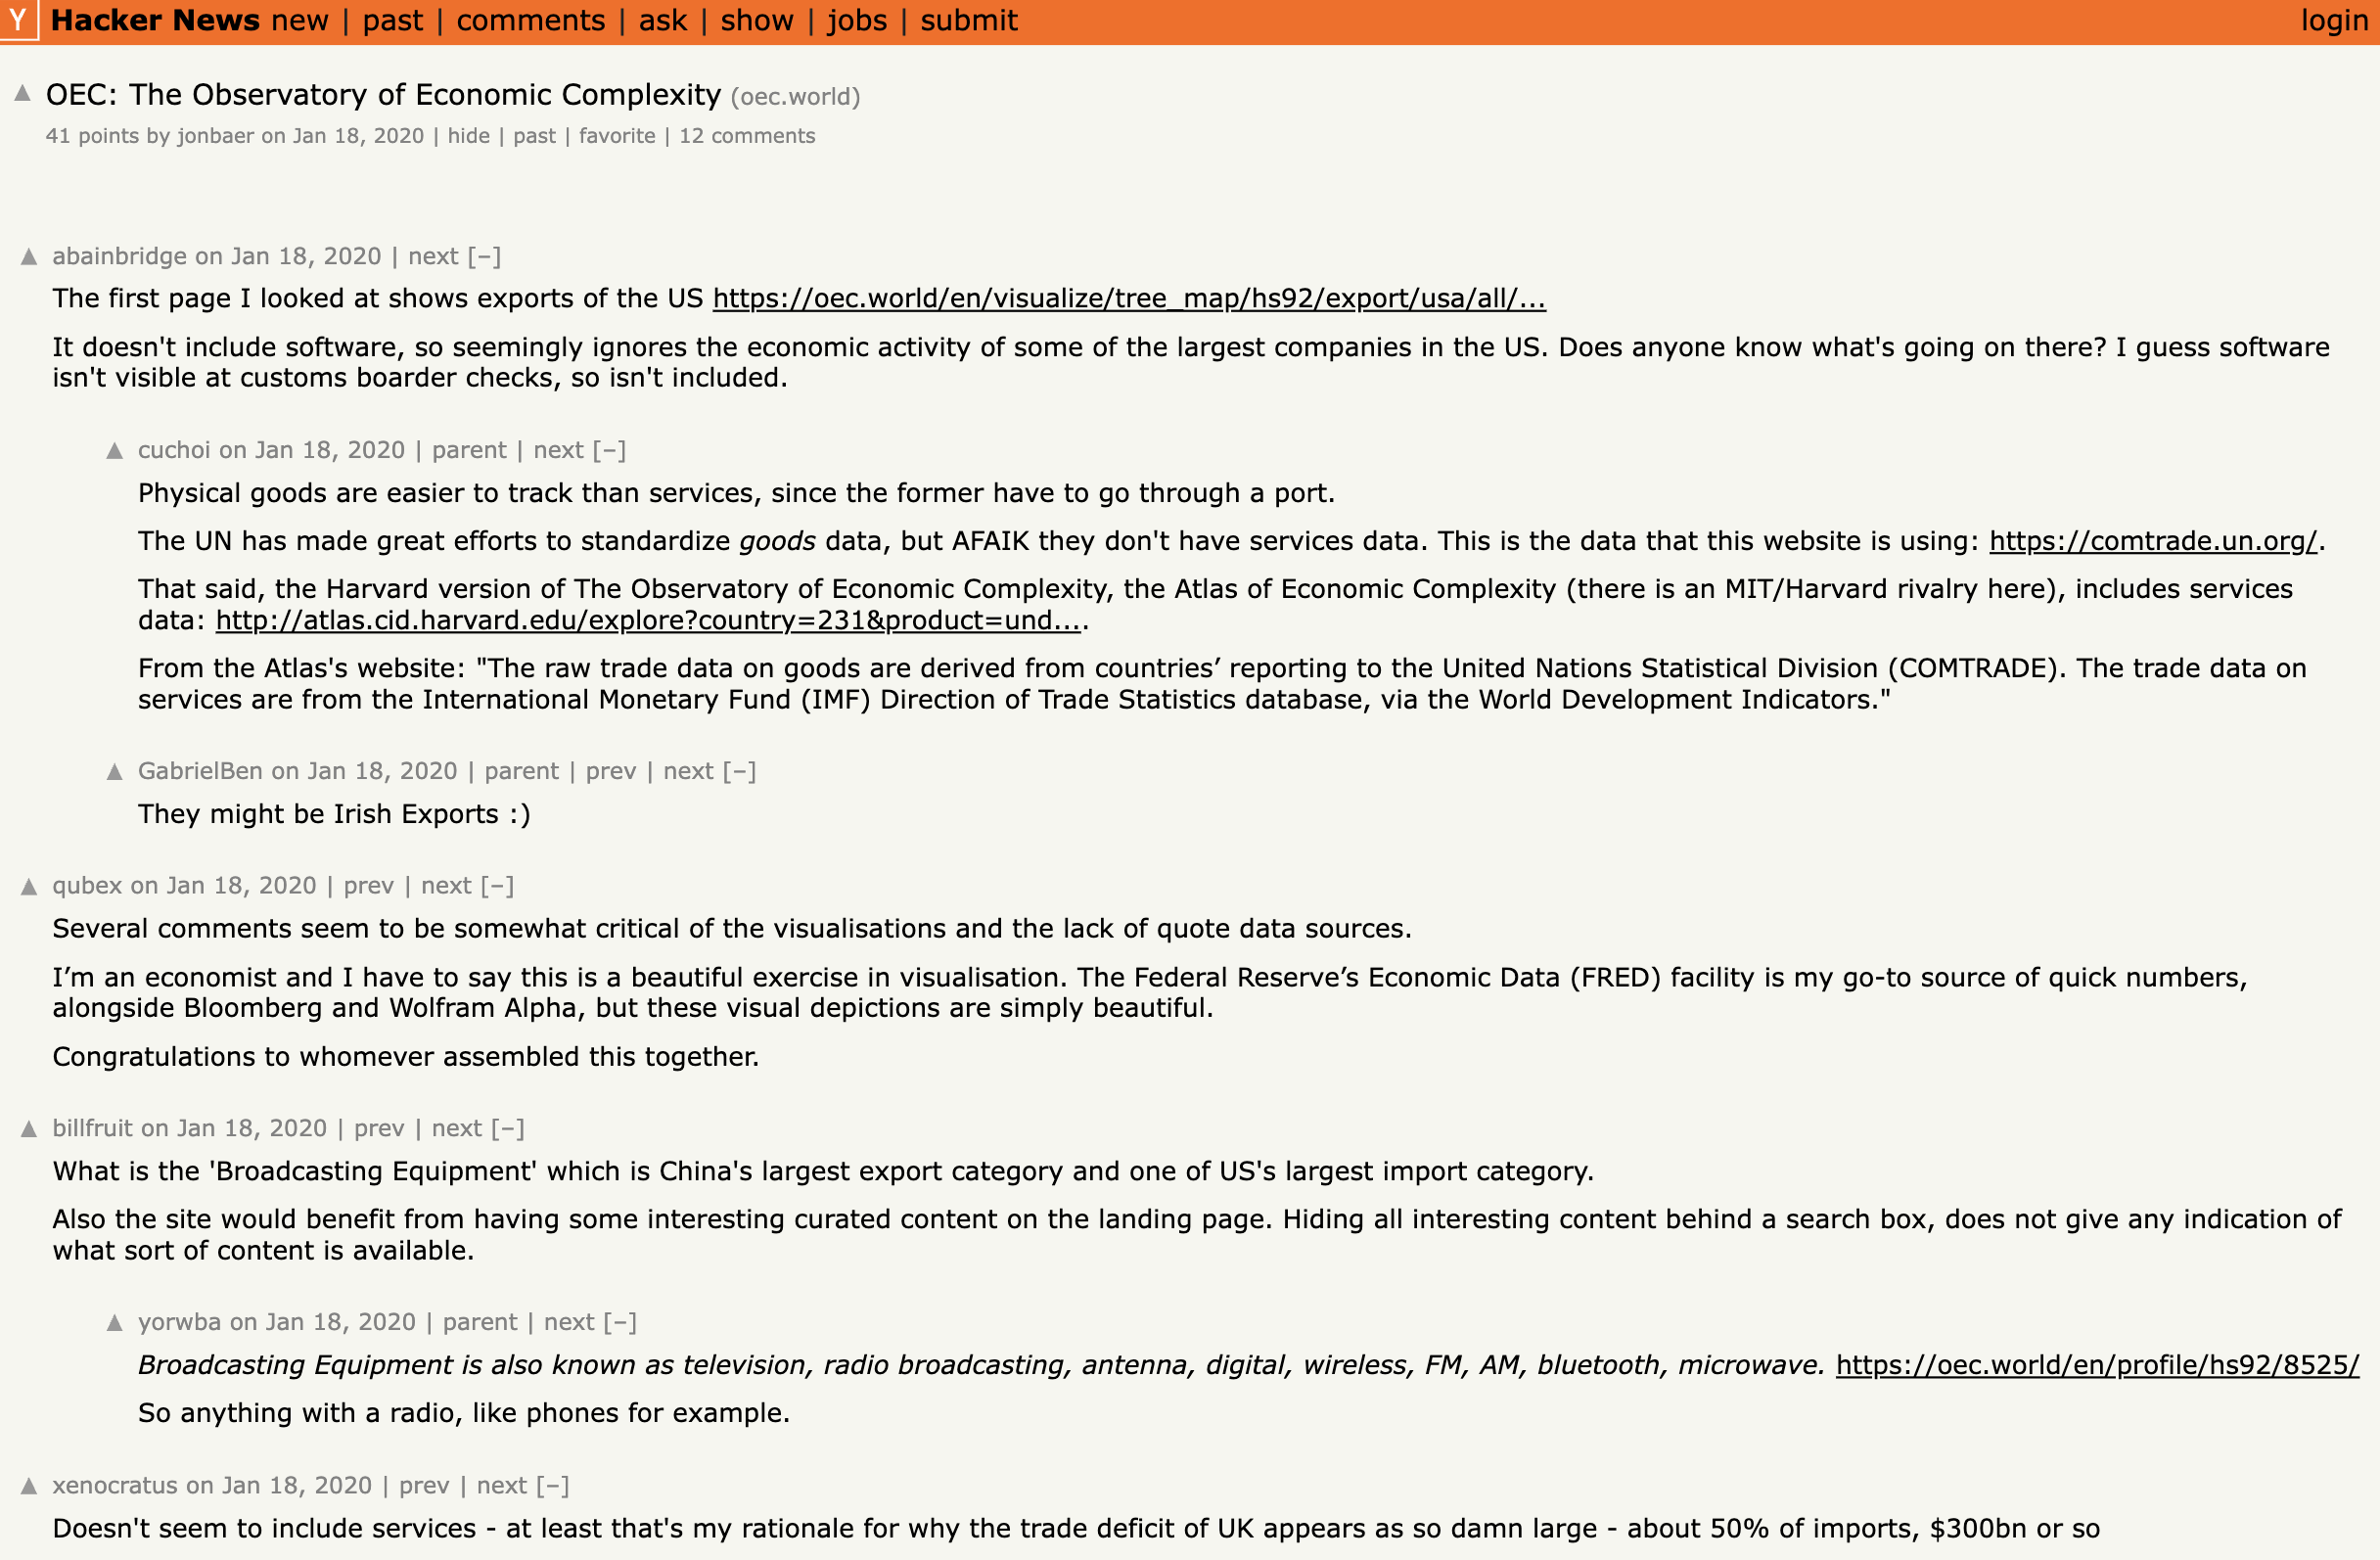 Y Hacker News new | past | comments | ask | show | jobs | submit login
▲ OEC: The Observatory of Economic Complexity (oec.world)
41 points by jonbaer on Jan 18, 2020 | hide | past | favorite | 12 comments
▲ abainbridge on Jan 18, 2020 | next [–]
The first page I looked at shows exports of the US https://oec.world/en/visualize/tree_map/hs92/export/usa/all/...
It doesn't include software, so seemingly ignores the economic activity of some of the largest companies in the US. Does anyone know what's going on there? I guess software
isn't visible at customs boarder checks, so isn't included.
▲ cuchoi on Jan 18, 2020 | parent | next [–]
Physical goods are easier to track than services, since the former have to go through a port.
The UN has made great efforts to standardize goods data, but AFAIK they don't have services data. This is the data that this website is using: https://comtrade.un.org/.
That said, the Harvard version of The Observatory of Economic Complexity, the Atlas of Economic Complexity (there is an MIT/Harvard rivalry here), includes services
data: http://atlas.cid.harvard.edu/explore?country=231&product=und....
From the Atlas's website: "The raw trade data on goods are derived from countries’ reporting to the United Nations Statistical Division (COMTRADE). The trade data on
services are from the International Monetary Fund (IMF) Direction of Trade Statistics database, via the World Development Indicators."
▲ GabrielBen on Jan 18, 2020 | parent | prev | next [–]
They might be Irish Exports :)
▲ qubex on Jan 18, 2020 | prev | next [–]
Several comments seem to be somewhat critical of the visualisations and the lack of quote data sources.
I’m an economist and I have to say this is a beautiful exercise in visualisation. The Federal Reserve’s Economic Data (FRED) facility is my go-to source of quick numbers,
alongside Bloomberg and Wolfram Alpha, but these visual depictions are simply beautiful.
Congratulations to whomever assembled this together.
▲ billfruit on Jan 18, 2020 | prev | next [–]
What is the 'Broadcasting Equipment' which is China's largest export category and one of US's largest import category.
Also the site would benefit from having some interesting curated content on the landing page. Hiding all interesting content behind a search box, does not give any indication of
what sort of content is available.
▲ yorwba on Jan 18, 2020 | parent | next [–]
Broadcasting Equipment is also known as television, radio broadcasting, antenna, digital, wireless, FM, AM, bluetooth, microwave. https://oec.world/en/profile/hs92/8525/
So anything with a radio, like phones for example.
▲ xenocratus on Jan 18, 2020 | prev | next [–]
Doesn't seem to include services - at least that's my rationale for why the trade deficit of UK appears as so damn large - about 50% of imports, $300bn or so